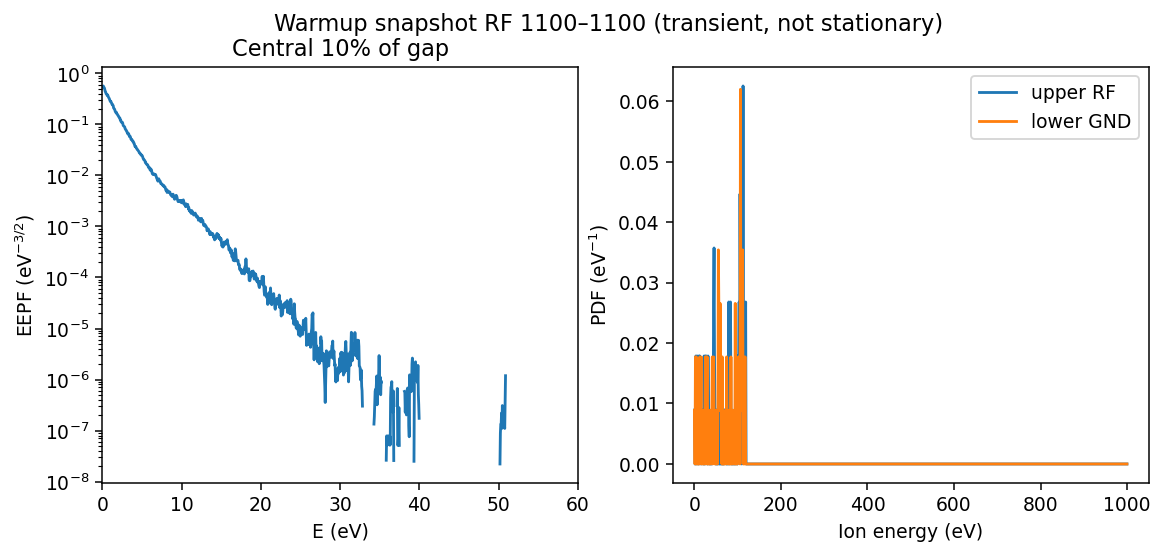 Warmup snapshot RF 1100–1100 (transient, not stationary)
Central 10% of gap
EEPF (eV⁻³/²)
10⁰
10⁻¹
10⁻²
10⁻³
10⁻⁴
10⁻⁵
10⁻⁶
10⁻⁷
10⁻⁸
0 10 20 30 40 50 60
E (eV)
PDF (eV⁻¹)
0.06
0.05
0.04
0.03
0.02
0.01
0.00
0 200 400 600 800 1000
Ion energy (eV)
upper RF
lower GND